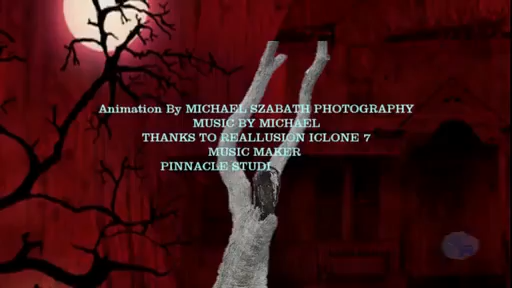 Animation By MICHAEL SZABATH PHOTOGRAPHY
MUSIC BY MICHAEL
THANKS TO REALLUSION ICLONE 7
MUSIC MAKER
PINNACLE STUDI